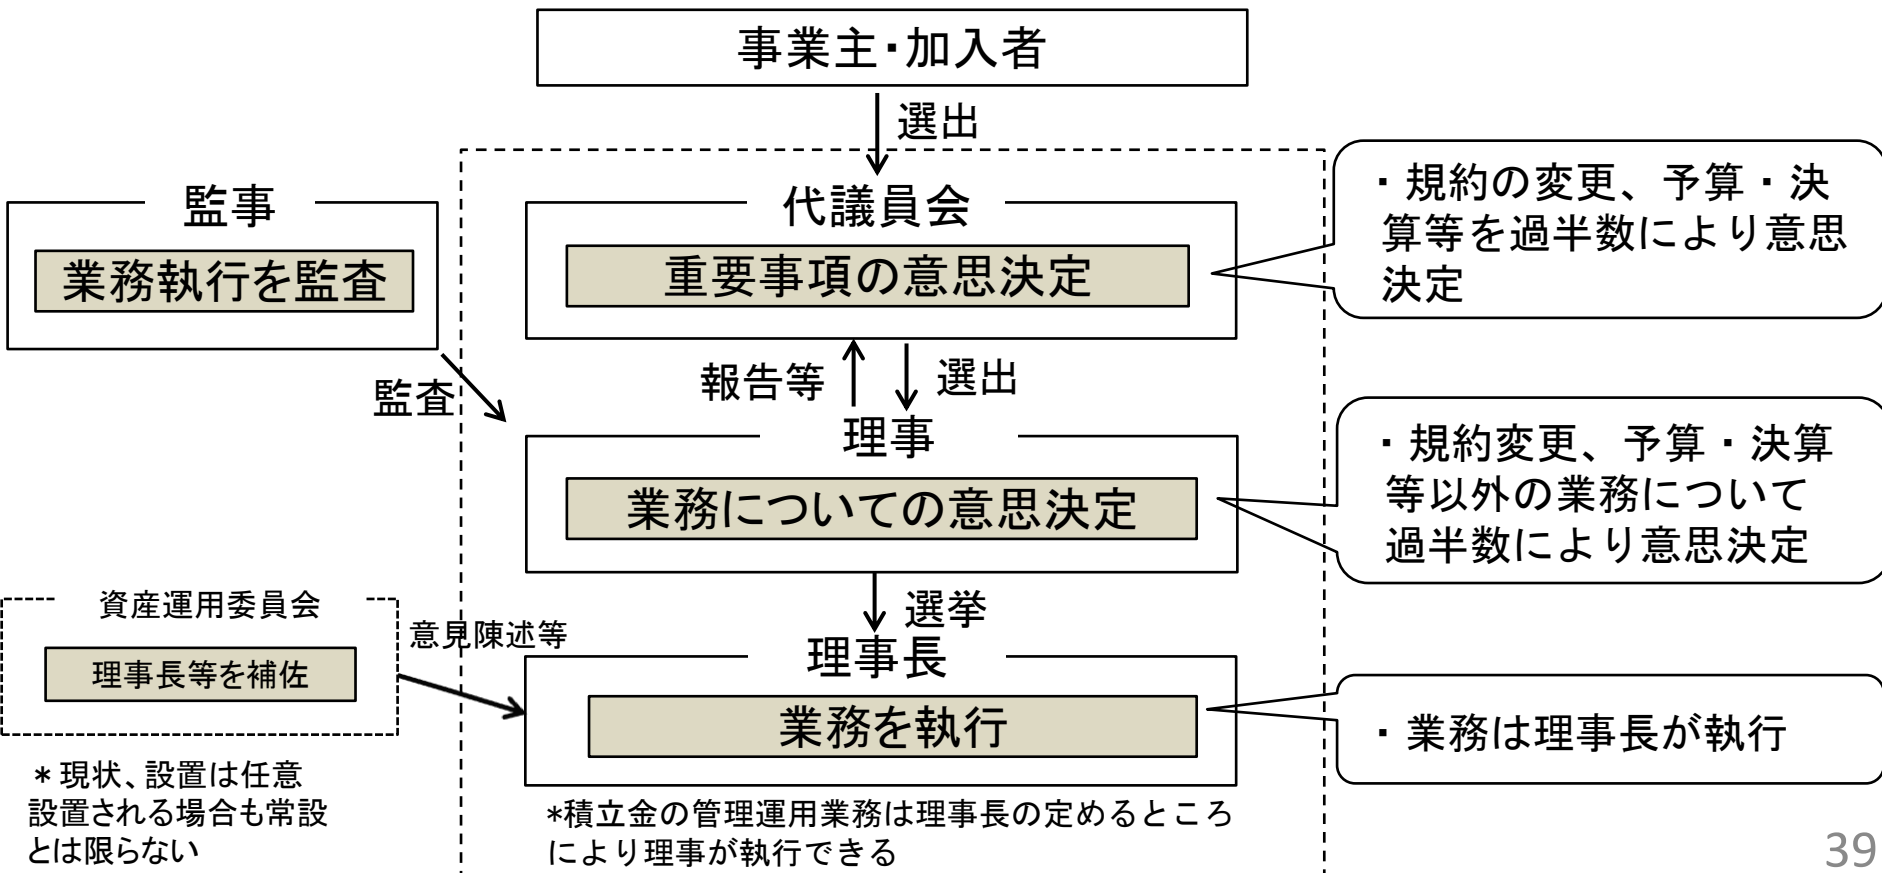 事業主・加入者
選出
監事
業務執行を監査
代議員会
重要事項の意思決定
・規約の変更、予算・決
算等を過半数により意思
決定
報告等
選出
監査
理事
業務についての意思決定
・規約変更、予算・決算
等以外の業務について
過半数により意思決定
選挙
資産運用委員会
理事長等を補佐
意見陳述等
理事長
業務を執行
・業務は理事長が執行
*現状、設置は任意
設置される場合も常設
とは限らない
*積立金の管理運用業務は理事長の定めるところ
により理事が執行できる
39